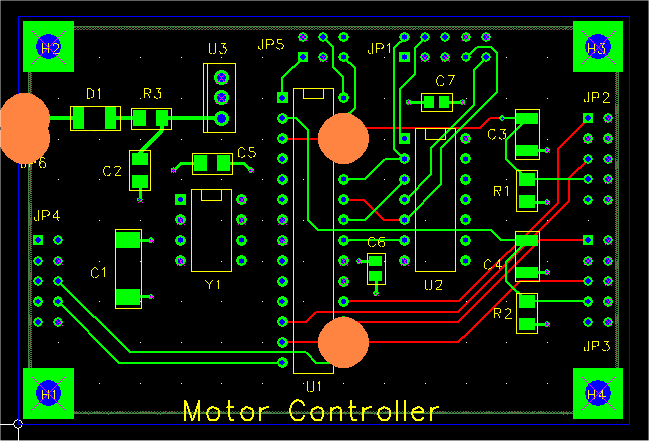 H2
U3
JP5
JP1
H3
D1
R3
C7
JP2
C3
C2
C5
R1
JP6
JP4
C6
C4
C1
Y1
U2
R2
JP3
U1
H1
H4
Motor Controller